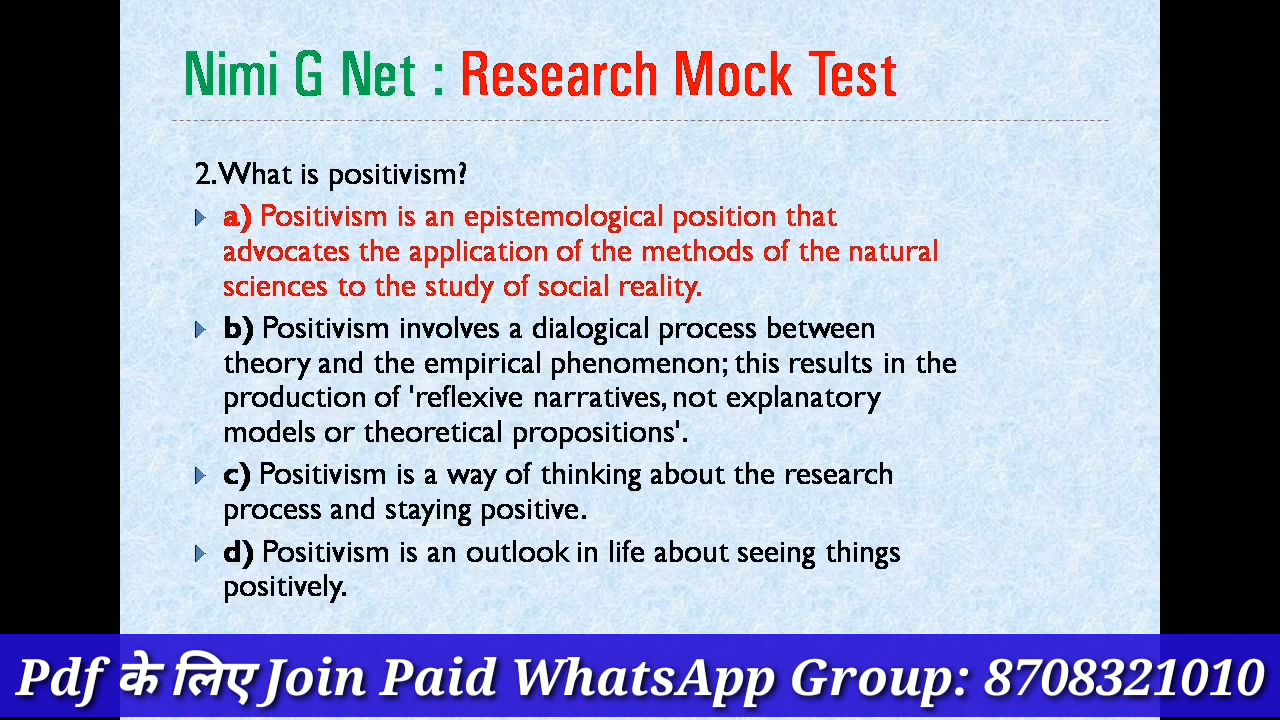 Nimi G Net : Research Mock Test
2.What is positivism?
a) Positivism is an epistemological position that
advocates the application of the methods of the natural
sciences to the study of social reality.
b) Positivism involves a dialogical process between
theory and the empirical phenomenon; this results in the
production of 'reflexive narratives, not explanatory
models or theoretical propositions'.
c) Positivism is a way of thinking about the research
process and staying positive.
d) Positivism is an outlook in life about seeing things
positively.
Pdf के लिए Join Paid WhatsApp Group: 8708321010